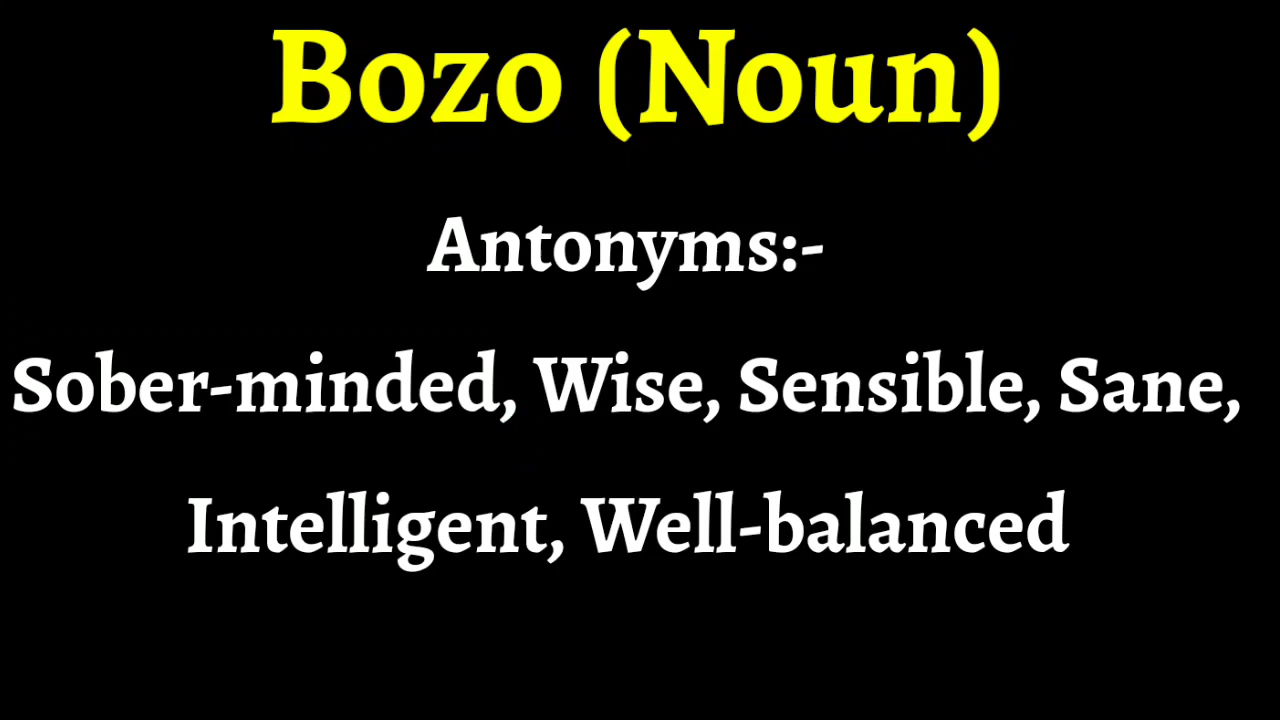 Bozo (Noun)
Antonyms:-
Sober-minded, Wise, Sensible, Sane,
Intelligent, Well-balanced